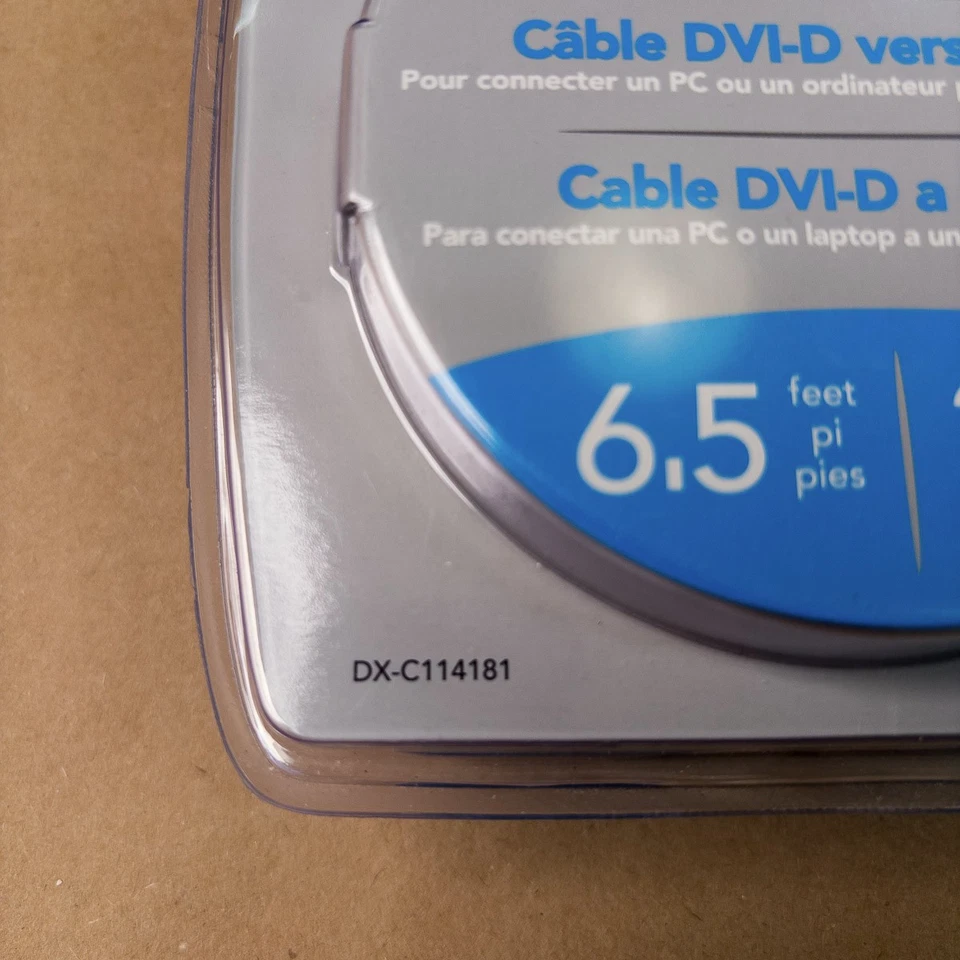 Câble DVI-D vers
Pour connecter un PC ou un ordinateur
Cable DVI-D a
Para conectar una PC o un laptop a un
6.5 feet
pi
pies
DX-C114181